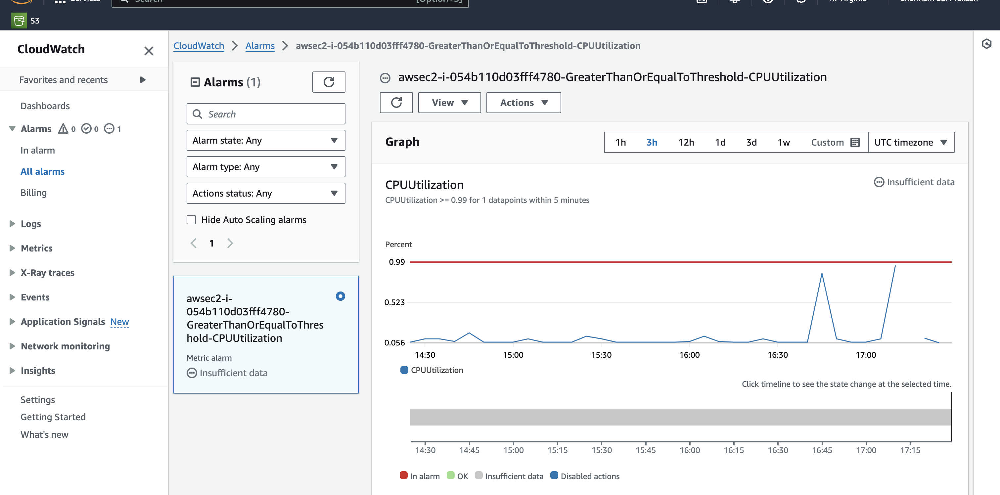 Services
Search
[Option+S]
N. Virginia
S3
CloudWatch
Favorites and recents
Dashboards
Alarms 0 0 1
In alarm
All alarms
Billing
Logs
Metrics
X-Ray traces
Events
Application Signals New
Network monitoring
Insights
Settings
Getting Started
What's new
CloudWatch > Alarms > awsec2-i-054b110d03fff4780-GreaterThanOrEqualToThreshold-CPUUtilization
Alarms (1)
Search
Alarm state: Any
Alarm type: Any
Actions status: Any
Hide Auto Scaling alarms
1
awsec2-i-
054b110d03fff4780-
GreaterThanOrEqualToThres
hold-CPUUtilization
Metric alarm
Insufficient data
awsec2-i-054b110d03fff4780-GreaterThanOrEqualToThreshold-CPUUtilization
View
Actions
Graph
1h 3h 12h 1d 3d 1w Custom UTC timezone
CPUUtilization
Insufficient data
CPUUtilization >= 0.99 for 1 datapoints within 5 minutes
Percent
0.99
0.523
0.056
14:30 15:00 15:30 16:00 16:30 17:00
CPUUtilization
Click timeline to see the state change at the selected time.
14:30 14:45 15:00 15:15 15:30 15:45 16:00 16:15 16:30 16:45 17:00 17:15
In alarm OK Insufficient data Disabled actions